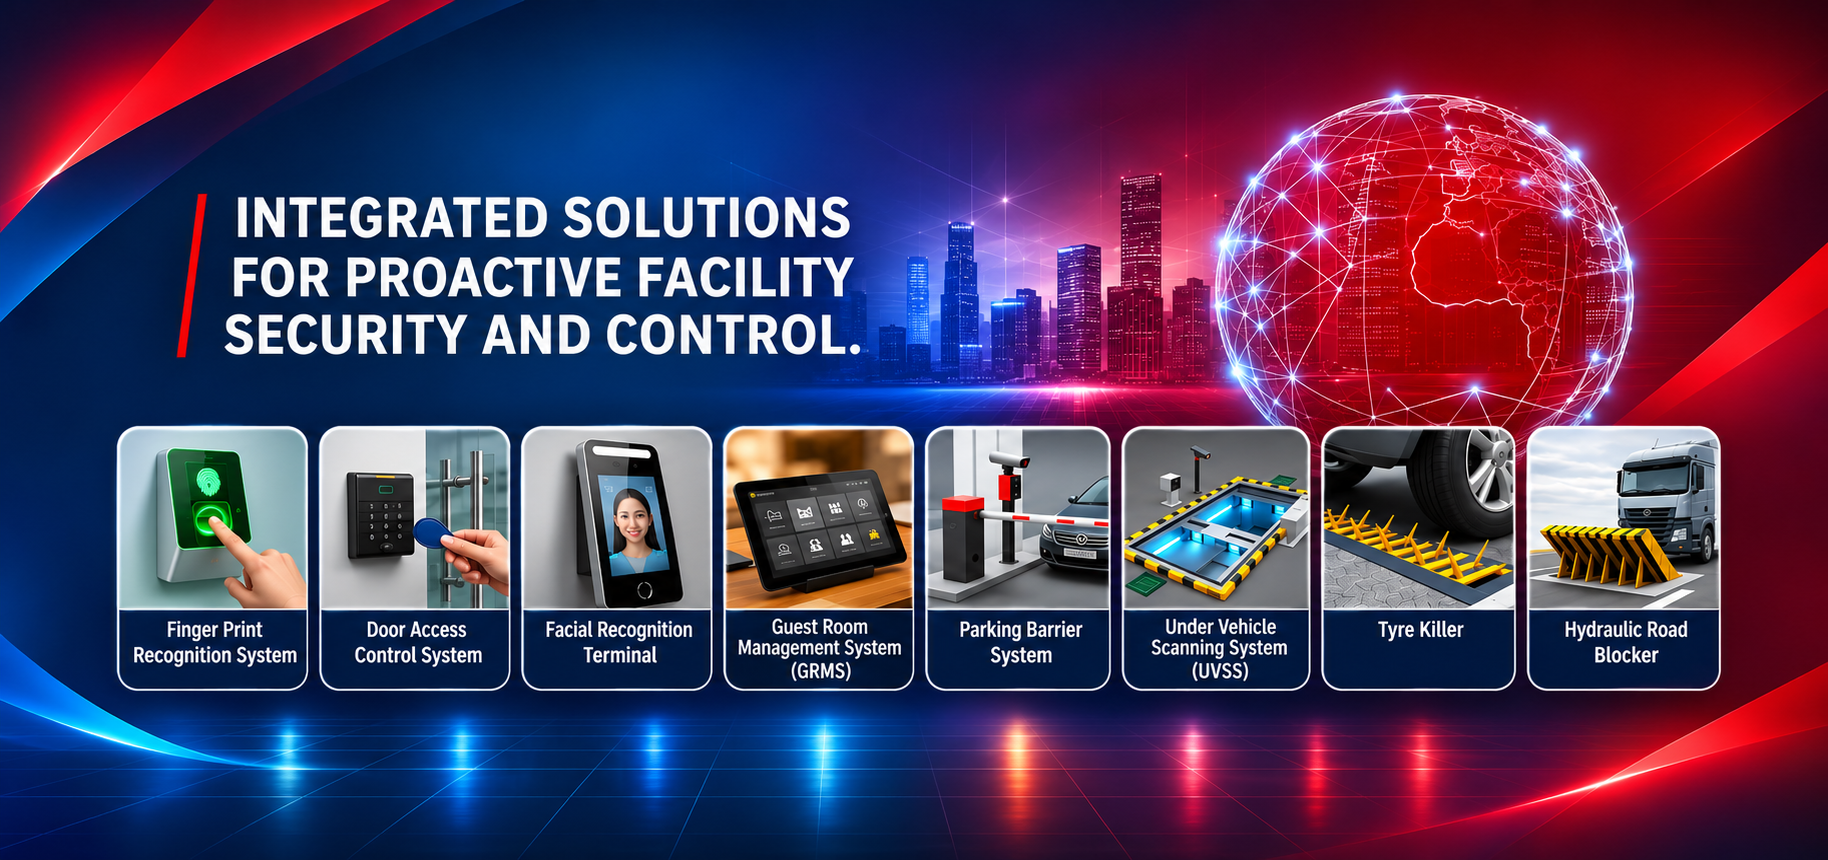 INTEGRATED SOLUTIONS
FOR PROACTIVE FACILITY
SECURITY AND CONTROL.
Finger Print
Recognition System
Door Access
Control System
Facial Recognition
Terminal
Guest Room
Management System
(GRMS)
Parking Barrier
System
Under Vehicle
Scanning System
(UVSS)
Tyre Killer
Hydraulic Road
Blocker